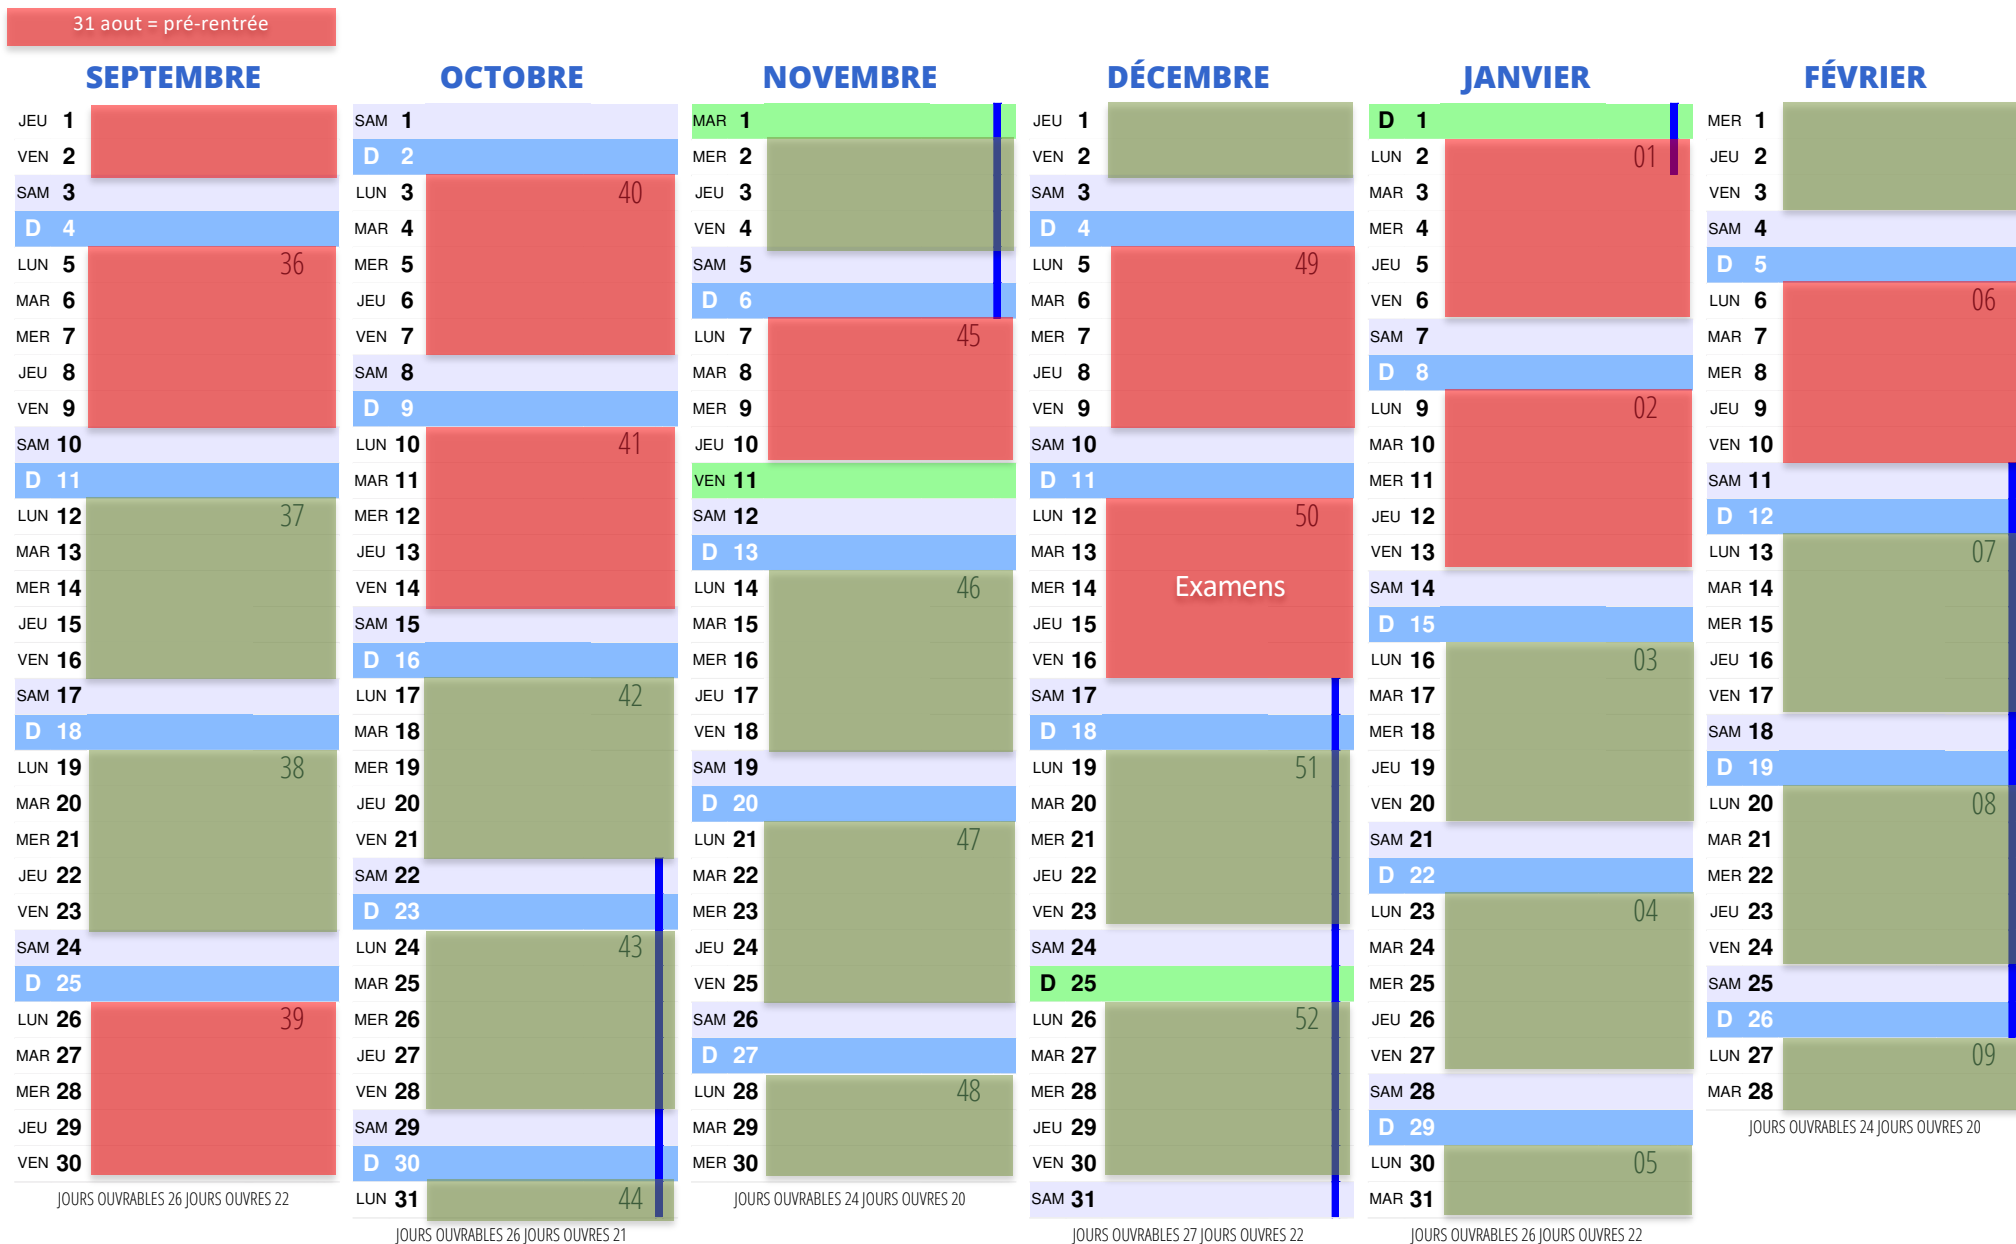 31 aout = pré-rentrée
SEPTEMBRE
JEU 1
VEN 2
SAM 3
D 4
LUN 5 36
MAR 6
MER 7
JEU 8
VEN 9
SAM 10
D 11
LUN 12 37
MAR 13
MER 14
JEU 15
VEN 16
SAM 17
D 18
LUN 19 38
MAR 20
MER 21
JEU 22
VEN 23
SAM 24
D 25
LUN 26 39
MAR 27
MER 28
JEU 29
VEN 30
JOURS OUVRABLES 26 JOURS OUVRES 22
OCTOBRE
SAM 1
D 2
LUN 3 40
MAR 4
MER 5
JEU 6
VEN 7
SAM 8
D 9
LUN 10 41
MAR 11
MER 12
JEU 13
VEN 14
SAM 15
D 16
LUN 17 42
MAR 18
MER 19
JEU 20
VEN 21
SAM 22
D 23
LUN 24 43
MAR 25
MER 26
JEU 27
VEN 28
SAM 29
D 30
LUN 31 44
JOURS OUVRABLES 26 JOURS OUVRES 21
NOVEMBRE
MAR 1
MER 2
JEU 3
VEN 4
SAM 5
D 6
LUN 7 45
MAR 8
MER 9
JEU 10
VEN 11
SAM 12
D 13
LUN 14 46
MAR 15
MER 16
JEU 17
VEN 18
SAM 19
D 20
LUN 21 47
MAR 22
MER 23
JEU 24
VEN 25
SAM 26
D 27
LUN 28 48
MAR 29
MER 30
JOURS OUVRABLES 24 JOURS OUVRES 20
DÉCEMBRE
JEU 1
VEN 2
SAM 3
D 4
LUN 5 49
MAR 6
MER 7
JEU 8
VEN 9
SAM 10
D 11
LUN 12 50
MAR 13
MER 14 Examens
JEU 15
VEN 16
SAM 17
D 18
LUN 19 51
MAR 20
MER 21
JEU 22
VEN 23
SAM 24
D 25
LUN 26 52
MAR 27
MER 28
JEU 29
VEN 30
SAM 31
JOURS OUVRABLES 27 JOURS OUVRES 22
JANVIER
D 1
LUN 2 01
MAR 3
MER 4
JEU 5
VEN 6
SAM 7
D 8
LUN 9 02
MAR 10
MER 11
JEU 12
VEN 13
SAM 14
D 15
LUN 16 03
MAR 17
MER 18
JEU 19
VEN 20
SAM 21
D 22
LUN 23 04
MAR 24
MER 25
JEU 26
VEN 27
SAM 28
D 29
LUN 30 05
MAR 31
JOURS OUVRABLES 26 JOURS OUVRES 22
FÉVRIER
MER 1
JEU 2
VEN 3
SAM 4
D 5
LUN 6 06
MAR 7
MER 8
JEU 9
VEN 10
SAM 11
D 12
LUN 13 07
MAR 14
MER 15
JEU 16
VEN 17
SAM 18
D 19
LUN 20 08
MAR 21
MER 22
JEU 23
VEN 24
SAM 25
D 26
LUN 27 09
MAR 28
JOURS OUVRABLES 24 JOURS OUVRES 20